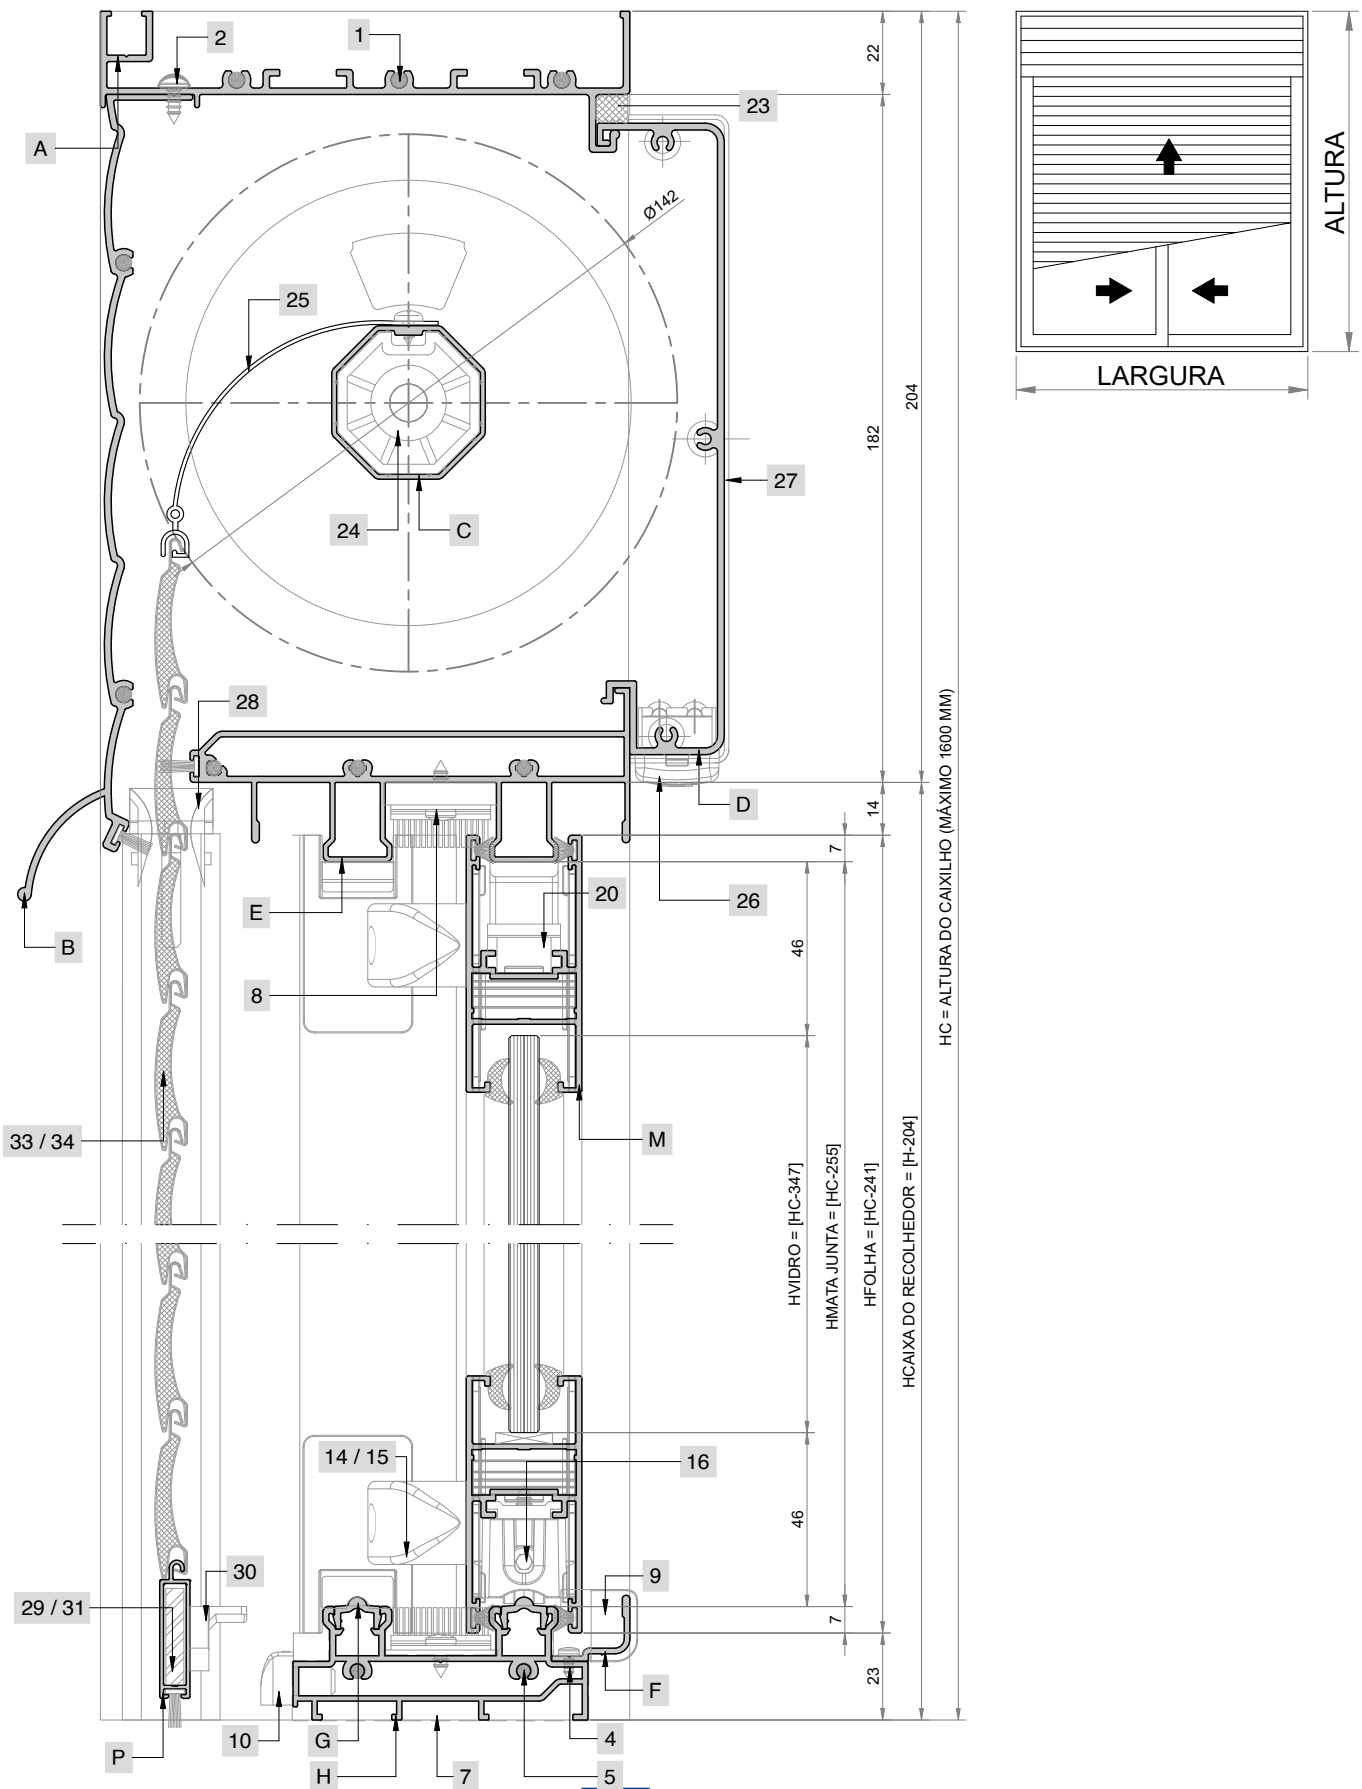 2
1
A
23
Ø142
25
24
C
27
28
B
E
8
20
26
D
M
33 / 34
14 / 15
16
30
29 / 31
9
F
P
10
G
H
7
4
5
22
182
204
14
7
46
HC = ALTURA DO CAIXILHO (MÁXIMO 1600 MM)
HVIDRO = [HC-347]
HMATA JUNTA = [HC-255]
HFOLHA = [HC-241]
HCAIXA DO RECOLHEDOR = [H-204]
46
7
23
ALTURA
LARGURA